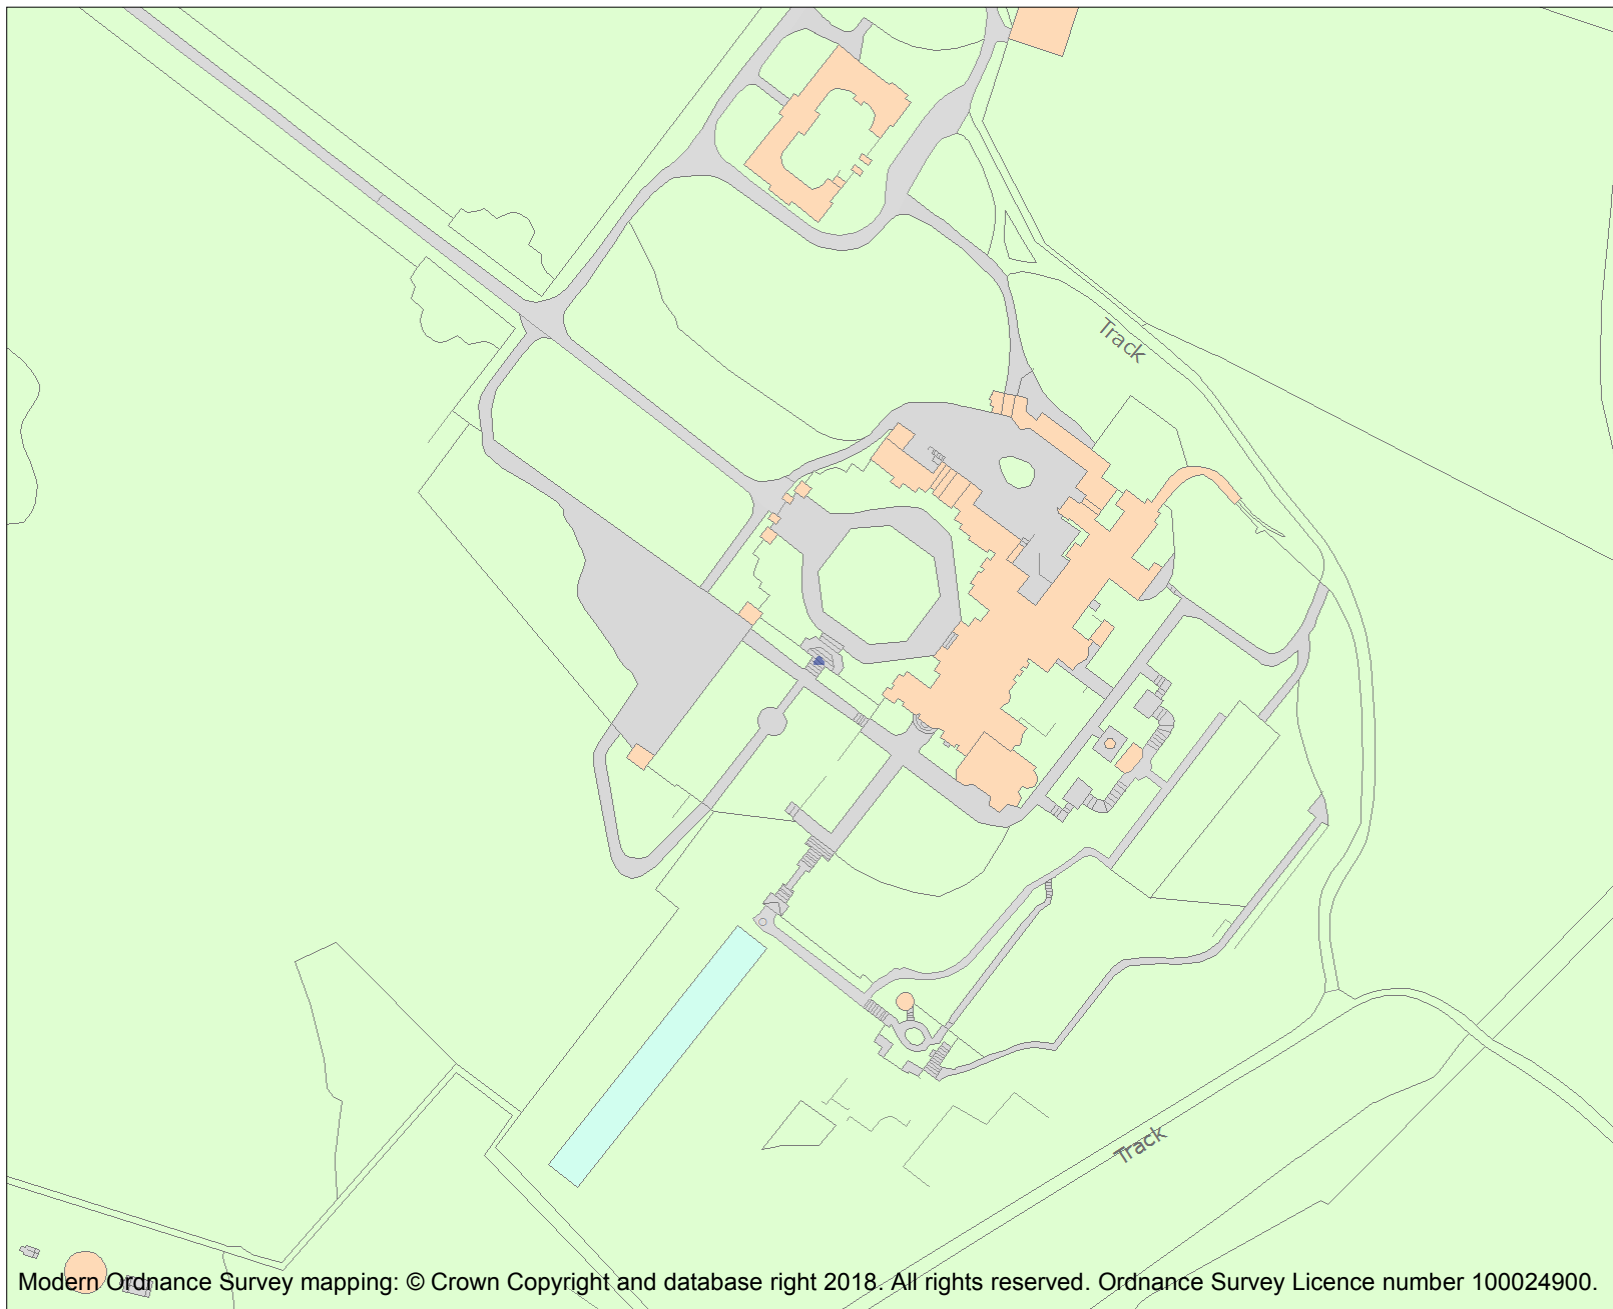 Track
Track
Modern Ordnance Survey mapping: © Crown Copyright and database right 2018. All rights reserved. Ordnance Survey Licence number 100024900.